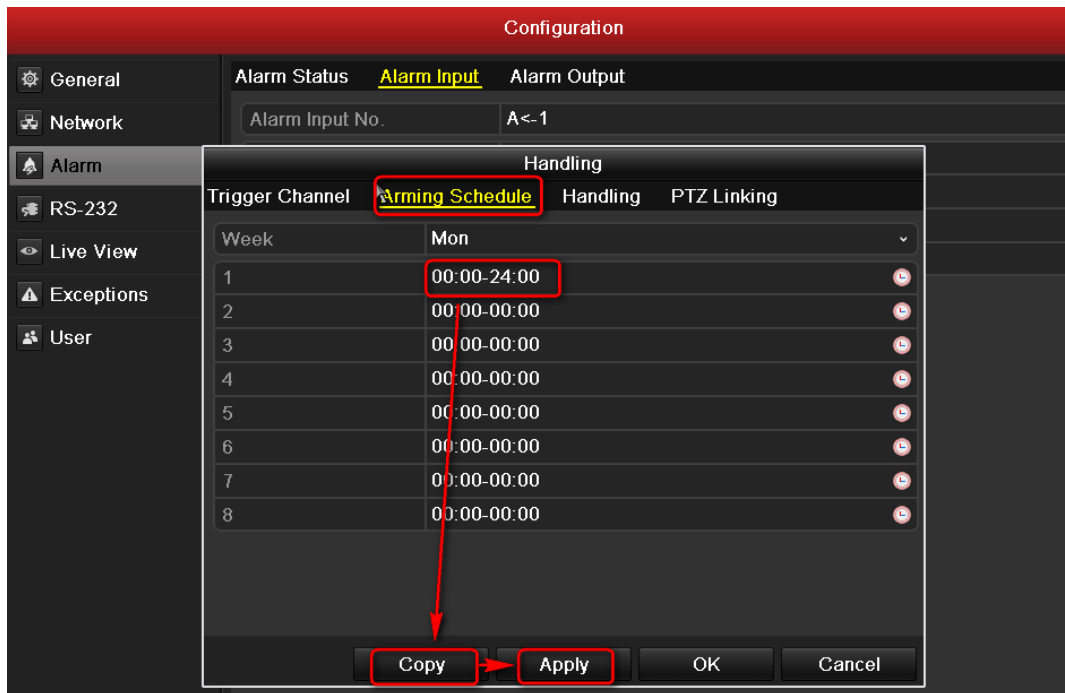 Configuration
General
Network
Alarm
RS-232
Live View
Exceptions
User
Alarm Status Alarm Input Alarm Output
Alarm Input No. A<-1
Handling
Trigger Channel Arming Schedule Handling PTZ Linking
Week Mon
1 00:00-24:00
2 00:00-00:00
3 00:00-00:00
4 00:00-00:00
5 00:00-00:00
6 00:00-00:00
7 00:00-00:00
8 00:00-00:00
Copy Apply OK Cancel